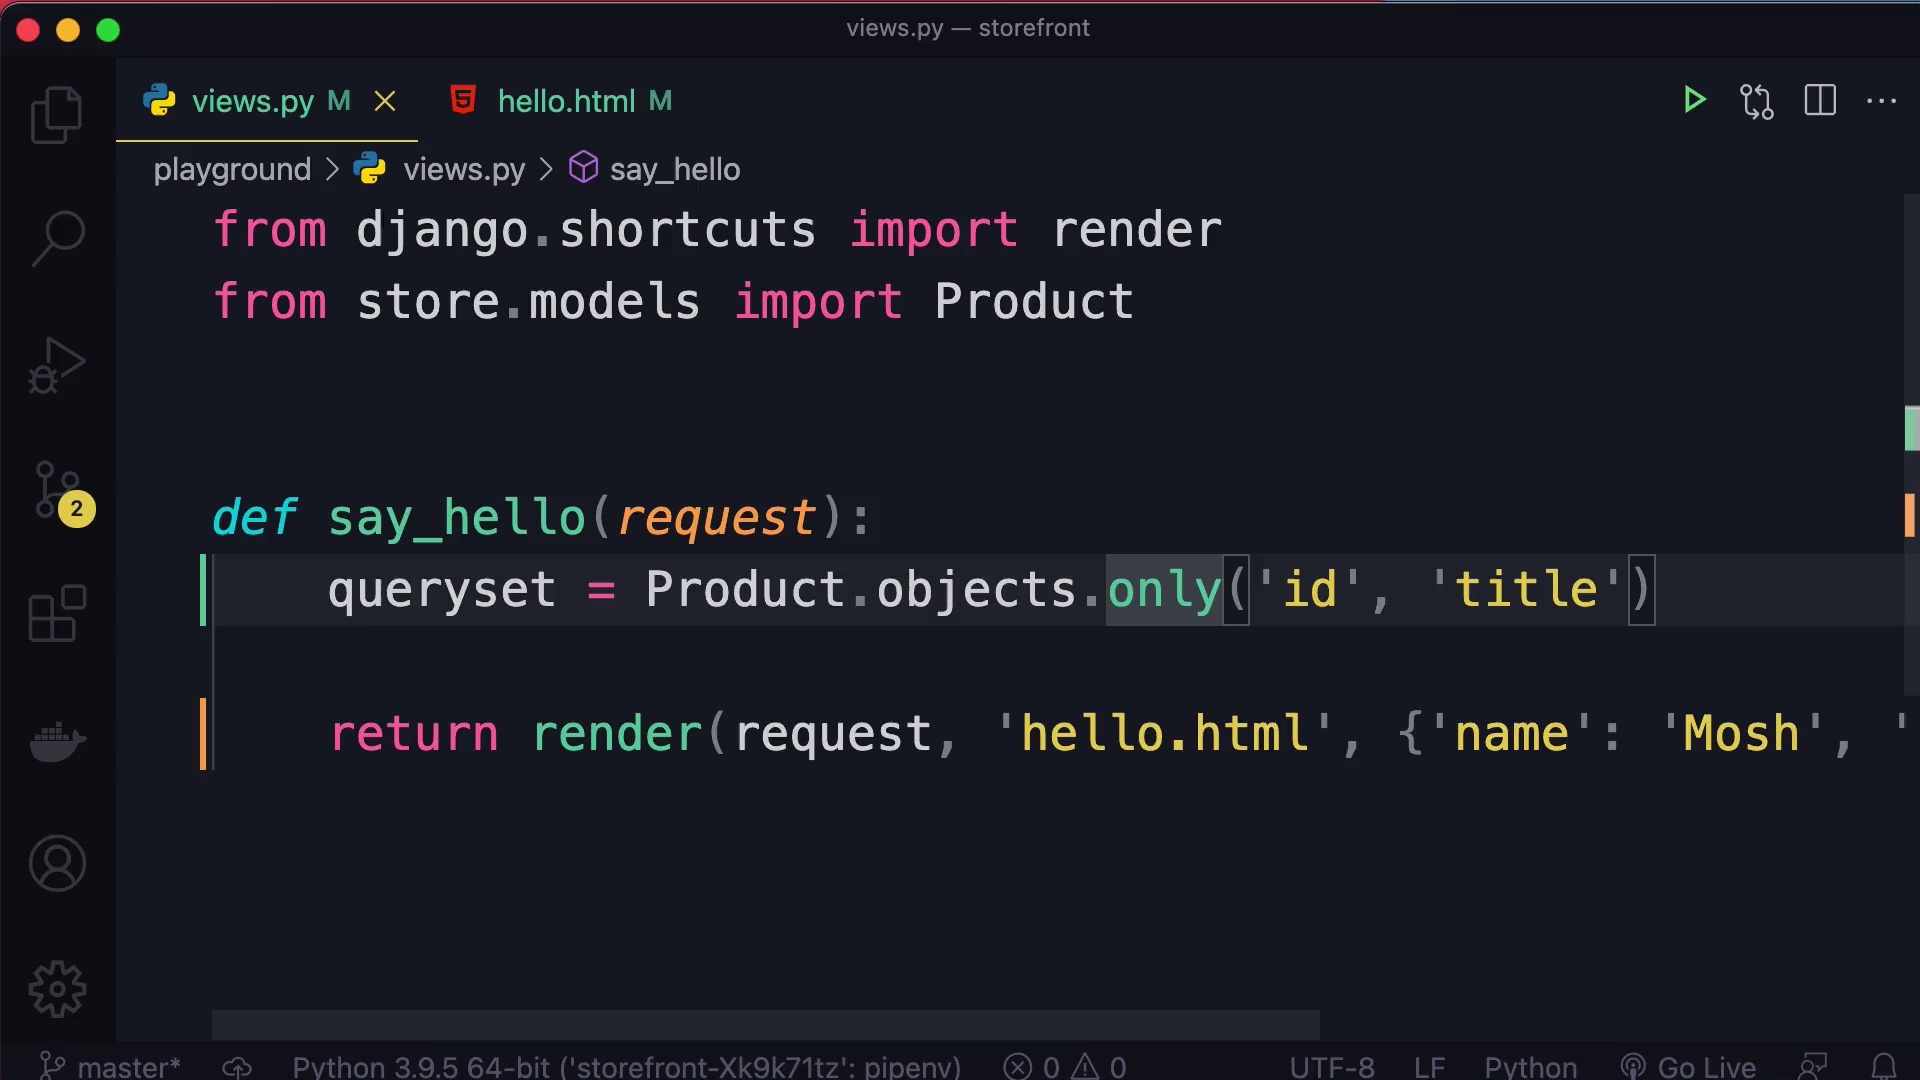 views.py — storefront
views.py M hello.html M
playground > views.py > say_hello
from django.shortcuts import render
from store.models import Product
def say_hello(request):
queryset = Product.objects.only('id', 'title')
return render(request, 'hello.html', {'name': 'Mosh', '
2
master* Python 3.9.5 64-bit ('storefront-Xk9k71tz': pipenv) 0 0 UTF-8 LF Python Go Live